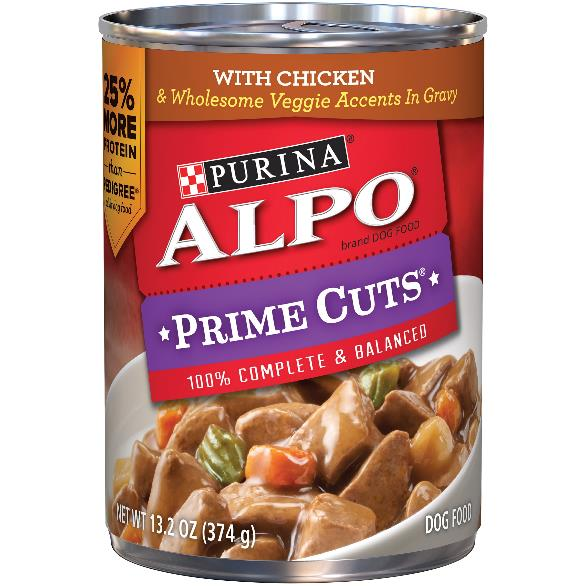 WITH CHICKEN
& Wholesome Veggie Accents In Gravy
25%
MORE
PROTEIN
than
PEDIGREE®
PURINA®
ALPO®
brand DOG FOOD
PRIME CUTS®
100% COMPLETE & BALANCED
NET WT 13.2 OZ (374 g)
DOG FOOD